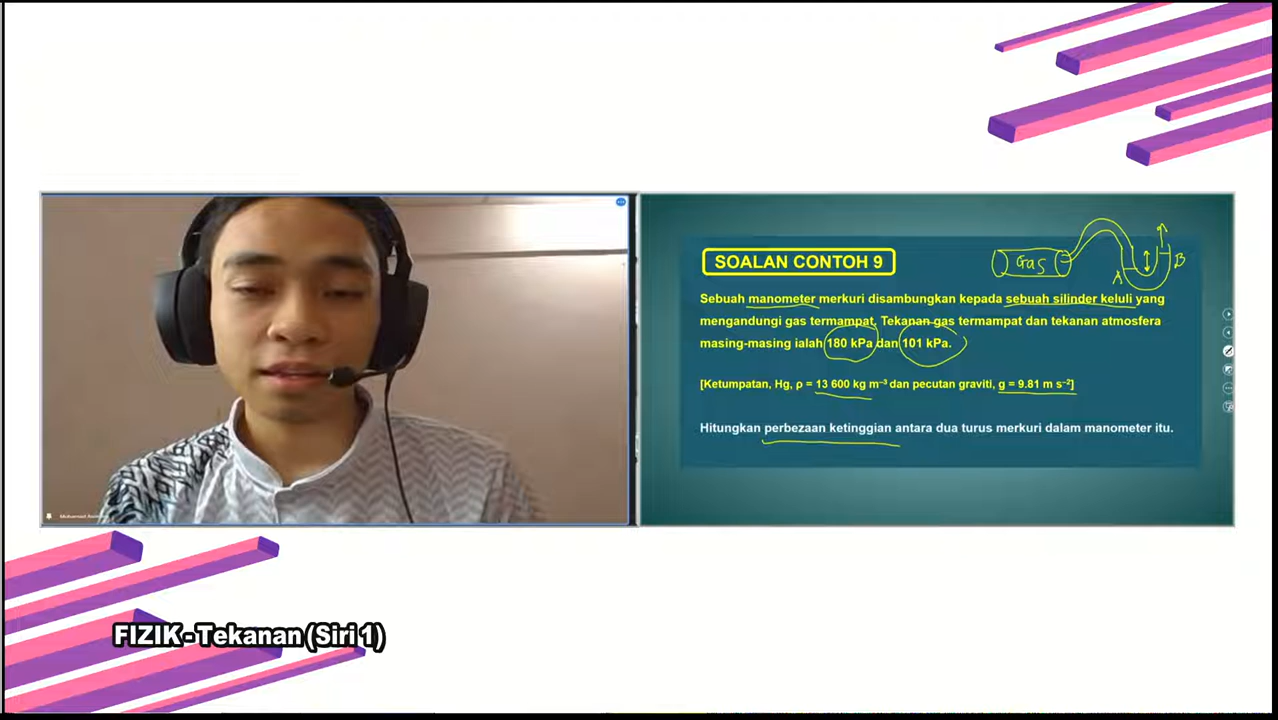 SOALAN CONTOH 9
Gas
A
B
Sebuah manometer merkuri disambungkan kepada sebuah silinder keluli yang
mengandungi gas termampat. Tekanan gas termampat dan tekanan atmosfera
masing-masing ialah 180 kPa dan 101 kPa.
[Ketumpatan, Hg, ρ = 13 600 kg m⁻³ dan pecutan graviti, g = 9.81 m s⁻²]
Hitungkan perbezaan ketinggian antara dua turus merkuri dalam manometer itu.
FIZIK - Tekanan (Siri 1)